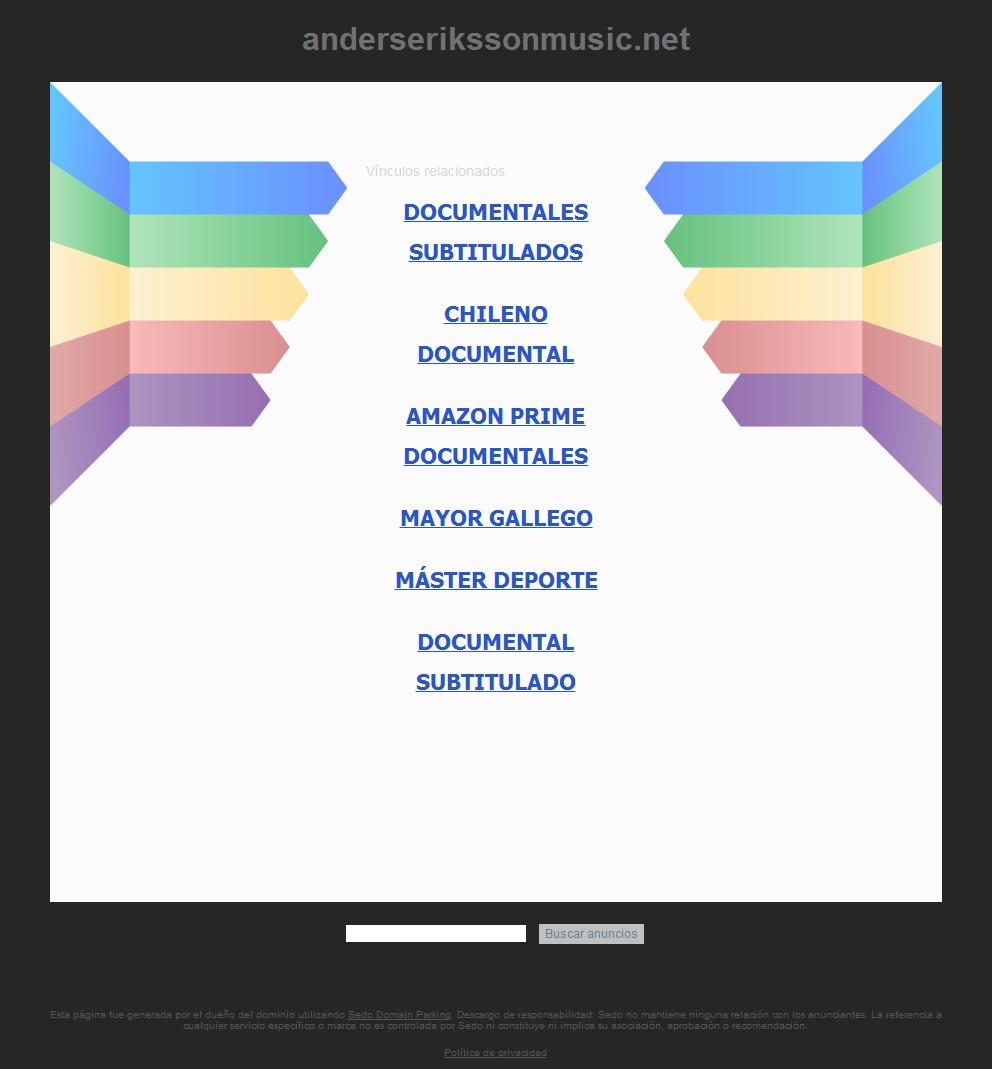 anderserikssonmusic.net
Vínculos relacionados
DOCUMENTALES
SUBTITULADOS
CHILENO
DOCUMENTAL
AMAZON PRIME
DOCUMENTALES
MAYOR GALLEGO
MÁSTER DEPORTE
DOCUMENTAL
SUBTITULADO
Buscar anuncios
Esta página fue generada por el dueño del dominio utilizando Sedo Domain Parking. Descargo de responsabilidad: Sedo no mantiene ninguna relación con los anunciantes. La referencia a
cualquier servicio específico o marca no es controlada por Sedo ni constituye ni implica su asociación, aprobación o recomendación.
Política de privacidad